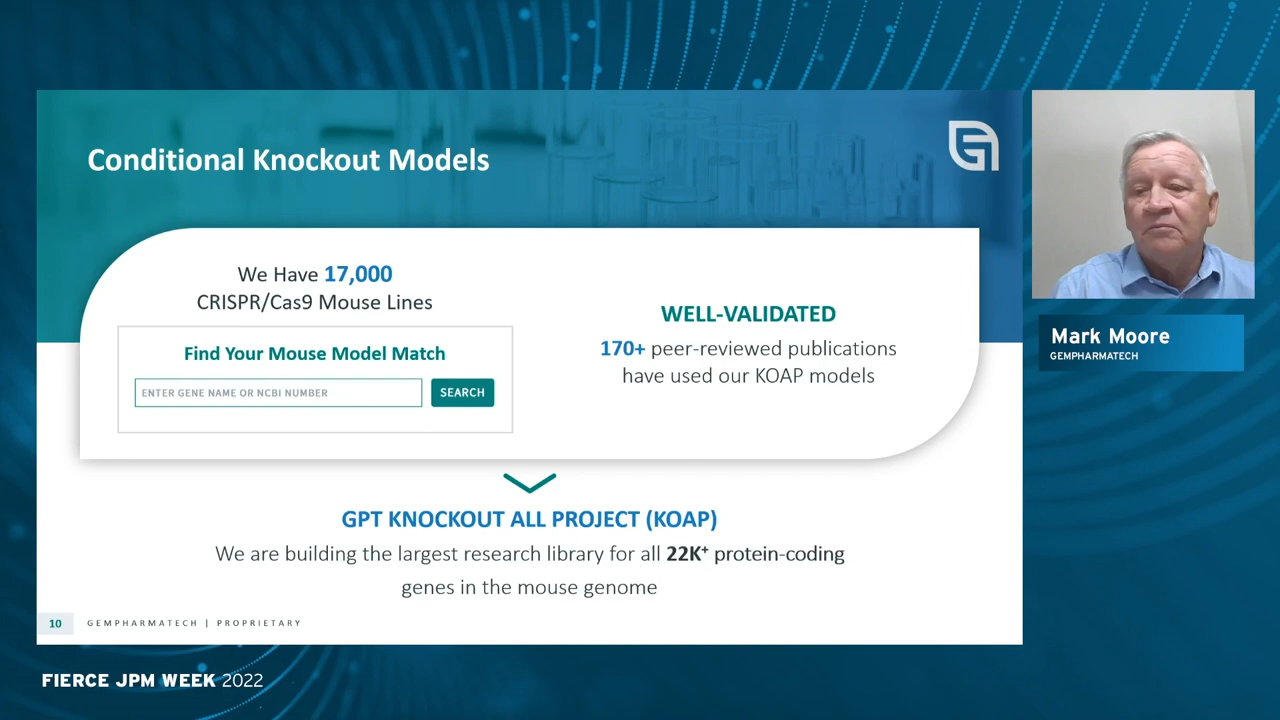 Conditional Knockout Models
We Have 17,000
CRISPR/Cas9 Mouse Lines
Find Your Mouse Model Match
ENTER GENE NAME OR NCBI NUMBER
SEARCH
WELL-VALIDATED
170+ peer-reviewed publications
have used our KOAP models
GPT KNOCKOUT ALL PROJECT (KOAP)
We are building the largest research library for all 22K+ protein-coding
genes in the mouse genome
10
GEMPHARMATECH | PROPRIETARY
Mark Moore
GEMPHARMATECH
FIERCE JPM WEEK 2022